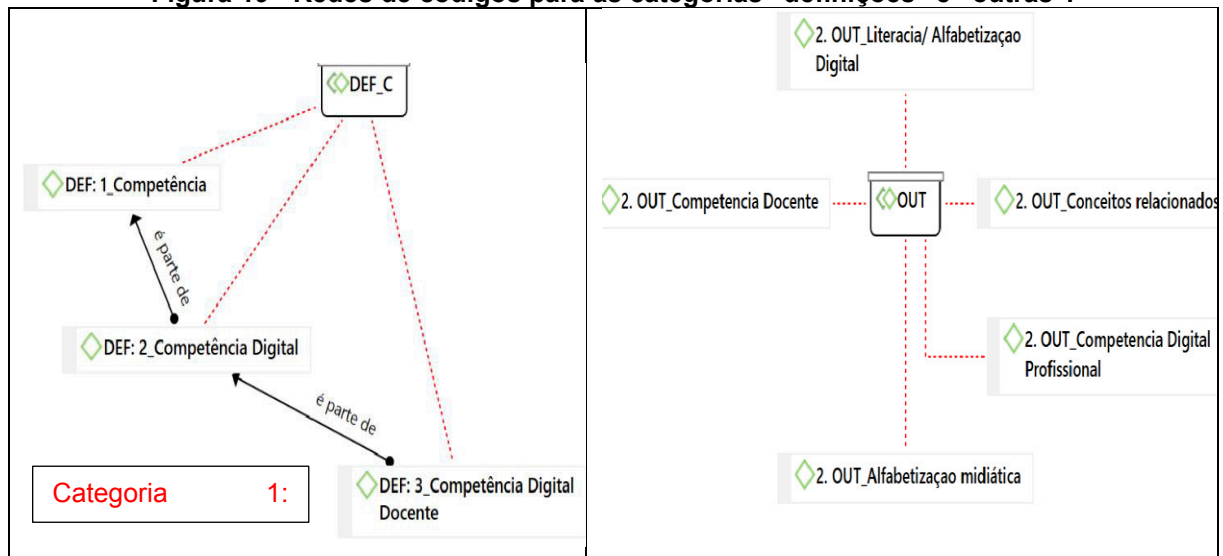 DEF_C
DEF: 1_Competência
é parte de
DEF: 2_Competência Digital
é parte de
DEF: 3_Competência Digital
Docente
Categoria 1:
2. OUT_Literacia/ Alfabetizaçao
Digital
2. OUT_Competencia Docente
OUT
2. OUT_Conceitos relacionados
2. OUT_Competencia Digital
Profissional
2. OUT_Alfabetizaçao midiática